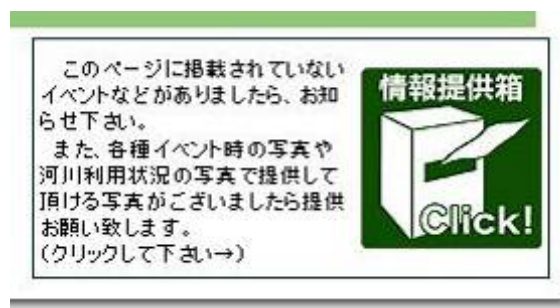 このページに掲載されていない
イベントなどがありましたら、お知
らせ下さい。
また、各種イベント時の写真や
河川利用状況の写真で提供して
頂ける写真がございましたら提供
お願い致します。
(クリックして下さい→)
情報提供箱
Click!